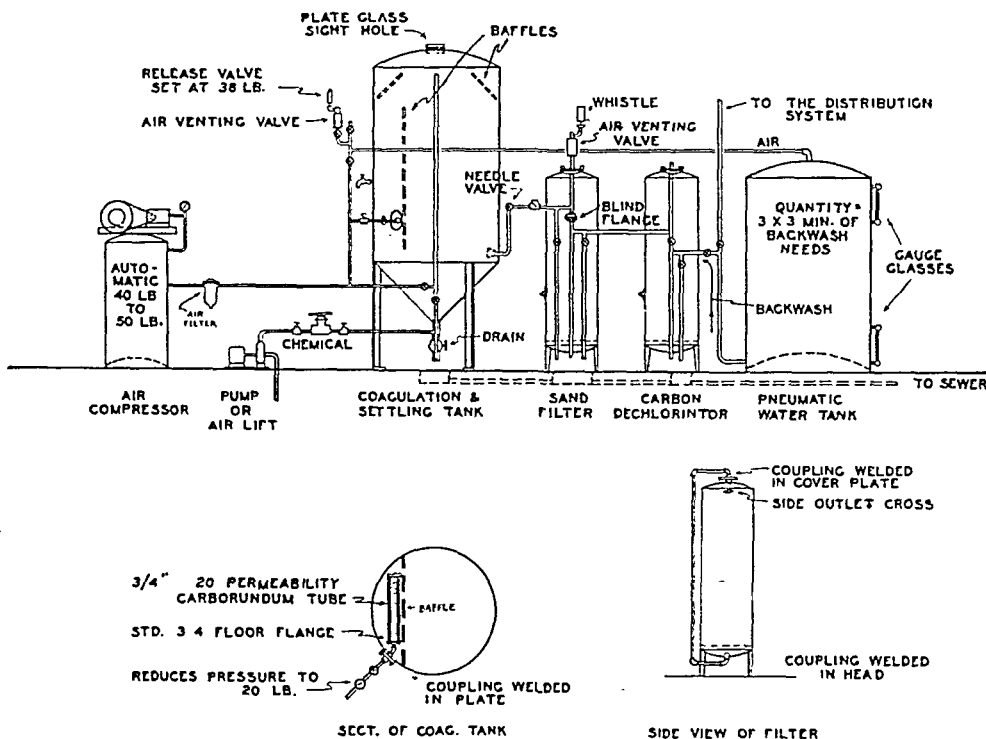 PLATE GLASS
SIGHT HOLE
BAFFLES
RELEASE VALVE
SET AT 38 LB.
AIR VENTING VALVE
WHISTLE
AIR VENTING
VALVE
TO THE DISTRIBUTION
SYSTEM
AIR
NEEDLE
VALVE
BLIND
FLANGE
QUANTITY =
3 X 3 MIN. OF
BACKWASH
NEEDS
GAUGE
GLASSES
AUTO-
MATIC
40 LB
TO
50 LB.
AIR
FILTER
CHEMICAL
DRAIN
BACKWASH
TO SEWER
AIR
COMPRESSOR
PUMP
OR
AIR LIFT
COAGULATION &
SETTLING TANK
SAND
FILTER
CARBON
DECHLORINTOR
PNEUMATIC
WATER TANK
3/4" 20 PERMEABILITY
CARBORUNDUM TUBE
BAFFLE
STD. 3 4 FLOOR FLANGE
REDUCES PRESSURE TO
20 LB.
COUPLING WELDED
IN PLATE
SECT. OF COAG. TANK
COUPLING WELDED
IN COVER PLATE
SIDE OUTLET CROSS
COUPLING WELDED
IN HEAD
SIDE VIEW OF FILTER